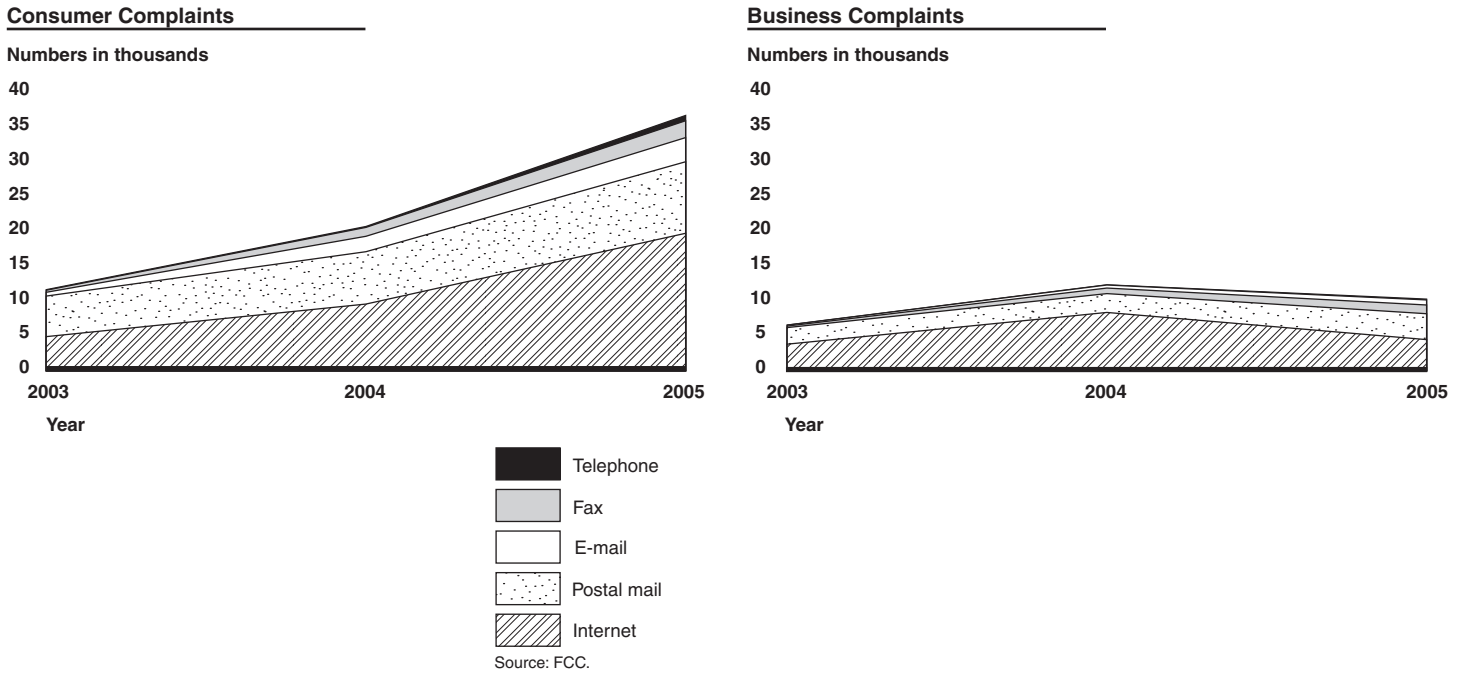 Consumer Complaints
Numbers in thousands
40
35
30
25
20
15
10
5
0
2003 2004 2005
Year
Business Complaints
Numbers in thousands
40
35
30
25
20
15
10
5
0
2003 2004 2005
Year
Telephone
Fax
E-mail
Postal mail
Internet
Source: FCC.